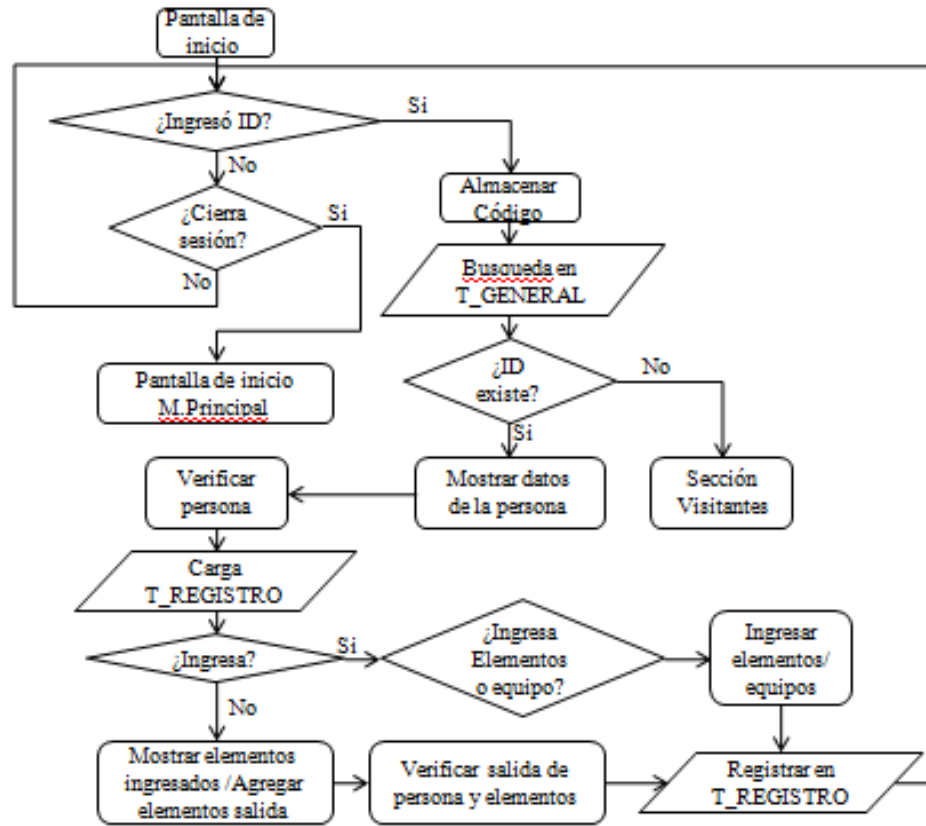 Pantalla de
inicio
¿Ingresó ID?
Si
No
¿Cierra
sesión?
Si
No
Almacenar
Código
Busqueda en
T_GENERAL
Pantalla de inicio
M.Principal
¿ID
existe?
No
Si
Verificar
persona
Mostrar datos
de la persona
Sección
Visitantes
Carga
T_REGISTRO
¿Ingresa?
Si
No
¿Ingresa
Elementos
o equipo?
Ingresar
elementos/
equipos
Mostrar elementos
ingresados /Agregar
elementos salida
Verificar salida de
persona y elementos
Registrar en
T_REGISTRO